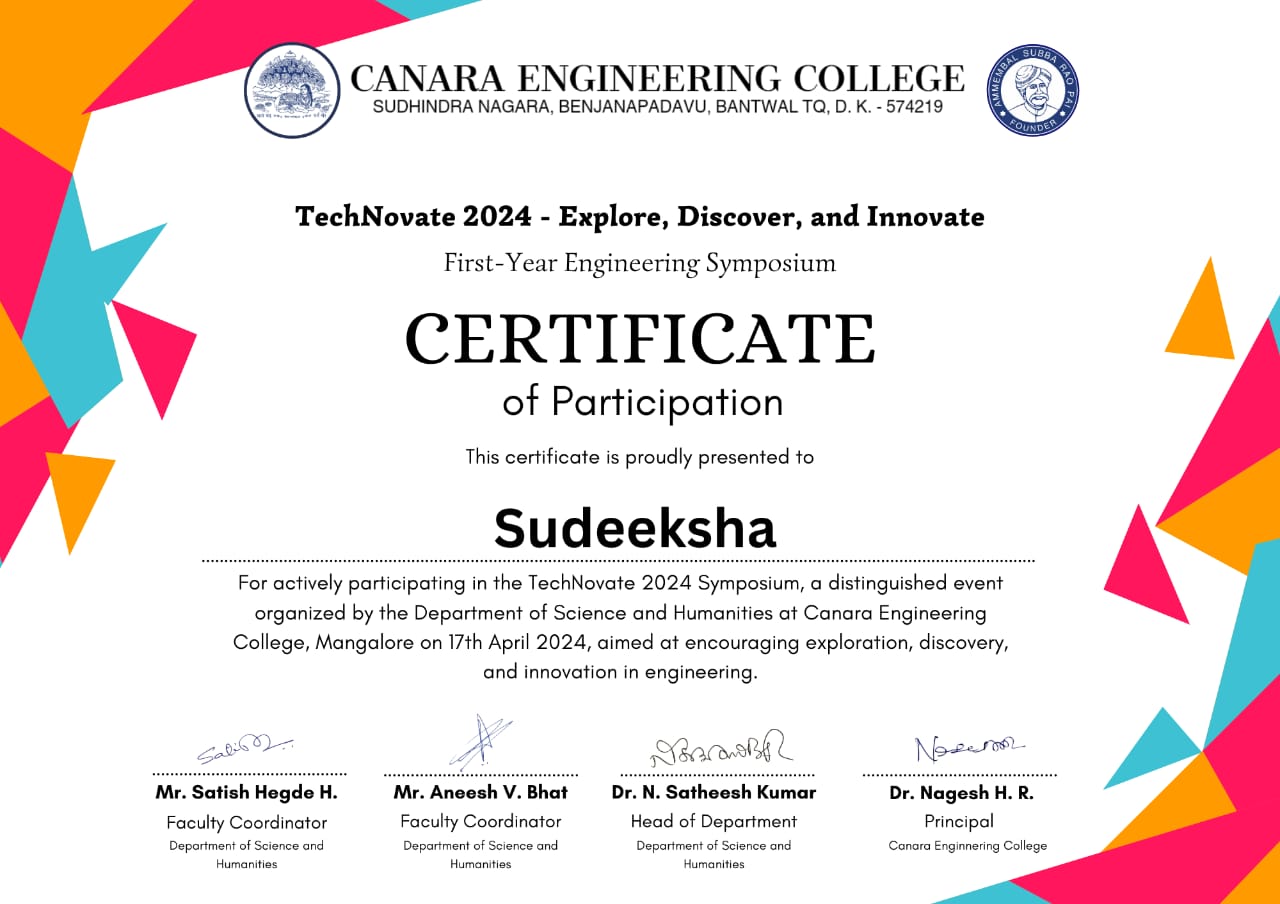 CANARA ENGINEERING COLLEGE
SUDHINDRA NAGARA, BENJANAPADAVU, BANTWAL TQ, D. K. - 574219
AMMEMBAL SUBBA RAO PAI
FOUNDER
TechNovate 2024 - Explore, Discover, and Innovate
First-Year Engineering Symposium
CERTIFICATE
of Participation
This certificate is proudly presented to
Sudeeksha
For actively participating in the TechNovate 2024 Symposium, a distinguished event
organized by the Department of Science and Humanities at Canara Engineering
College, Mangalore on 17th April 2024, aimed at encouraging exploration, discovery,
and innovation in engineering.
Mr. Satish Hegde H.
Faculty Coordinator
Department of Science and
Humanities
Mr. Aneesh V. Bhat
Faculty Coordinator
Department of Science and
Humanities
Dr. N. Satheesh Kumar
Head of Department
Department of Science and
Humanities
Dr. Nagesh H. R.
Principal
Canara Enginnering College